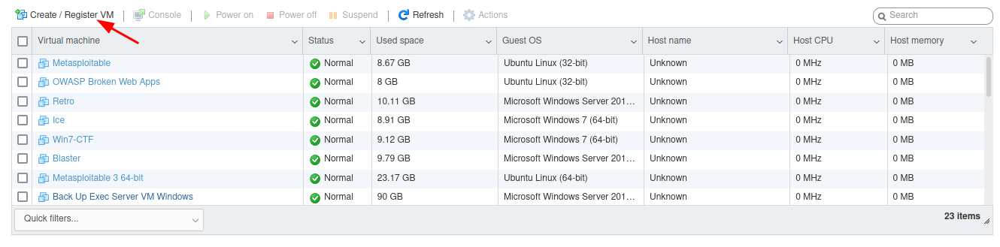 Create / Register VM | Console | Power on Power off Suspend | Refresh | Actions Search
Virtual machine Status Used space Guest OS Host name Host CPU Host memory
Metasploitable Normal 8.67 GB Ubuntu Linux (32-bit) Unknown 0 MHz 0 MB
OWASP Broken Web Apps Normal 8 GB Ubuntu Linux (32-bit) Unknown 0 MHz 0 MB
Retro Normal 10.11 GB Microsoft Windows Server 201... Unknown 0 MHz 0 MB
Ice Normal 8.91 GB Microsoft Windows 7 (64-bit) Unknown 0 MHz 0 MB
Win7-CTF Normal 9.12 GB Microsoft Windows 7 (64-bit) Unknown 0 MHz 0 MB
Blaster Normal 9.79 GB Microsoft Windows Server 201... Unknown 0 MHz 0 MB
Metasploitable 3 64-bit Normal 23.17 GB Ubuntu Linux (64-bit) Unknown 0 MHz 0 MB
Back Up Exec Server VM Windows Normal 90 GB Microsoft Windows Server 201... Unknown 0 MHz 0 MB
Quick filters... 23 items